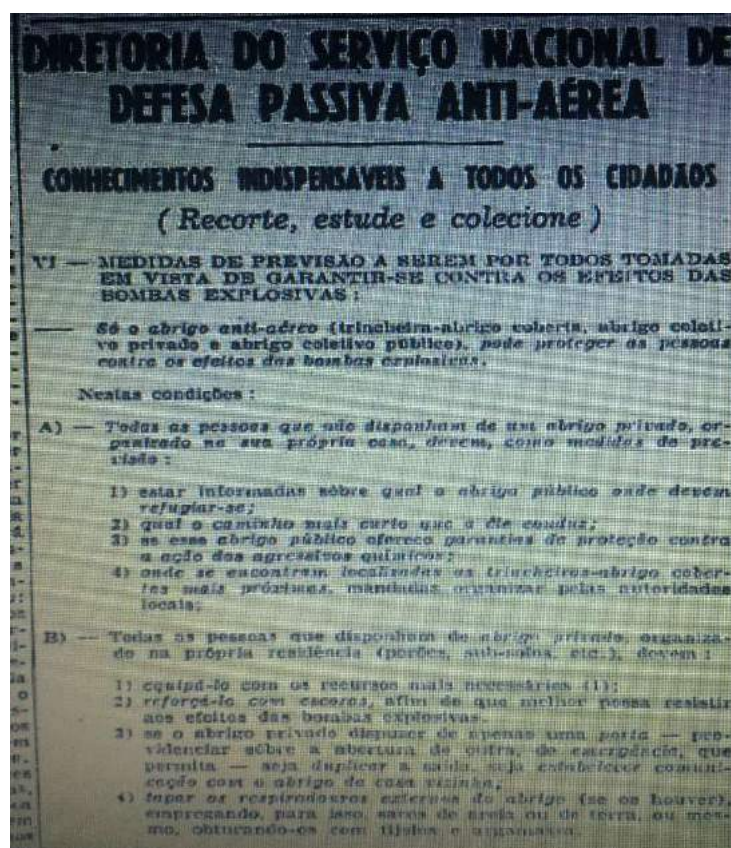 DIRETORIA DO SERVIÇO NACIONAL DE
DEFESA PASSIVA ANTI-AÉREA
CONHECIMENTOS INDISPENSAVEIS A TODOS OS CIDADÃOS
( Recorte, estude e colecione )
VI — MEDIDAS DE PREVISÃO A SEREM POR TODOS TOMADAS
EM VISTA DE GARANTIR-SE CONTRA OS EFEITOS DAS
BOMBAS EXPLOSIVAS :
— Só o abrigo anti-aéreo (trincheira-abrigo coberta, abrigo coleti-
vo privado e abrigo coletivo público), pode proteger as pessoas
contra os efeitos das bombas explosivas.
Nestas condições :
A) — Todas as pessoas que não disponham de um abrigo privado, or-
ganizado na sua própria casa, devem, como medidas de pre-
visão :
1) estar informadas sôbre qual o abrigo público onde devem
refugiar-se;
2) qual o caminho mais curto que a êle conduz;
3) se esse abrigo público oferece garantias de proteção contra
a ação dos agressivos químicos;
4) onde se encontram localizadas as trincheiras-abrigo cober-
tas mais próximas, mandadas organizar pelas autoridades
locais;
B) — Todas as pessoas que disponham de abrigo privado, organiza-
do na própria residência (porões, sub-solos, etc.), devem :
1) equipá-lo com os recursos mais necessários (1);
2) reforçá-lo com escoras, afim de que melhor possa resistir
aos efeitos das bombas explosivas.
3) se o abrigo privado dispuzer de apenas uma porta — pro-
videnciar sôbre a abertura de outra, de emergência, que
permita — seja duplicar a saída, seja estabelecer comuni-
cação com o abrigo da casa vizinha;
4) tapar os respiradouros externos do abrigo (se os houver),
empregando, para isso, sacos de areia ou de terra, ou mes-
mo, obturando-os com tijolos e argamassa.